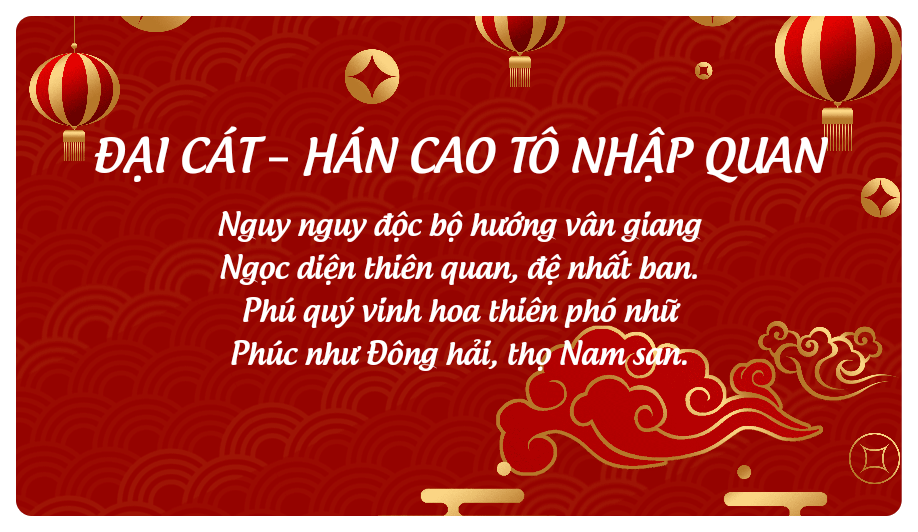 ĐẠI CÁT – HÁN CAO TÔ NHẬP QUAN
Nguy nguy độc bộ hướng vân giang
Ngọc diện thiên quan, đệ nhất ban.
Phú quý vinh hoa thiên phó nhữ
Phúc như Đông hải, thọ Nam san.